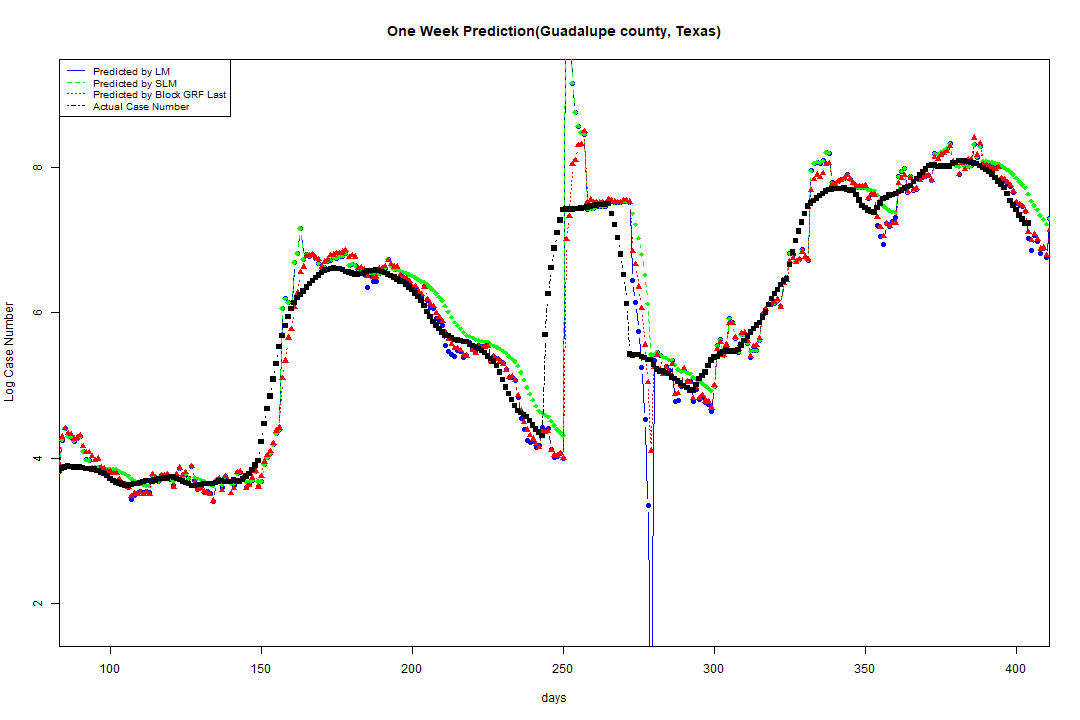 One Week Prediction(Guadalupe county, Texas)
Predicted by LM
Predicted by SLM
Predicted by Block GRF Last
Actual Case Number
Log Case Number
8
6
4
2
100 150 200 250 300 350 400
days